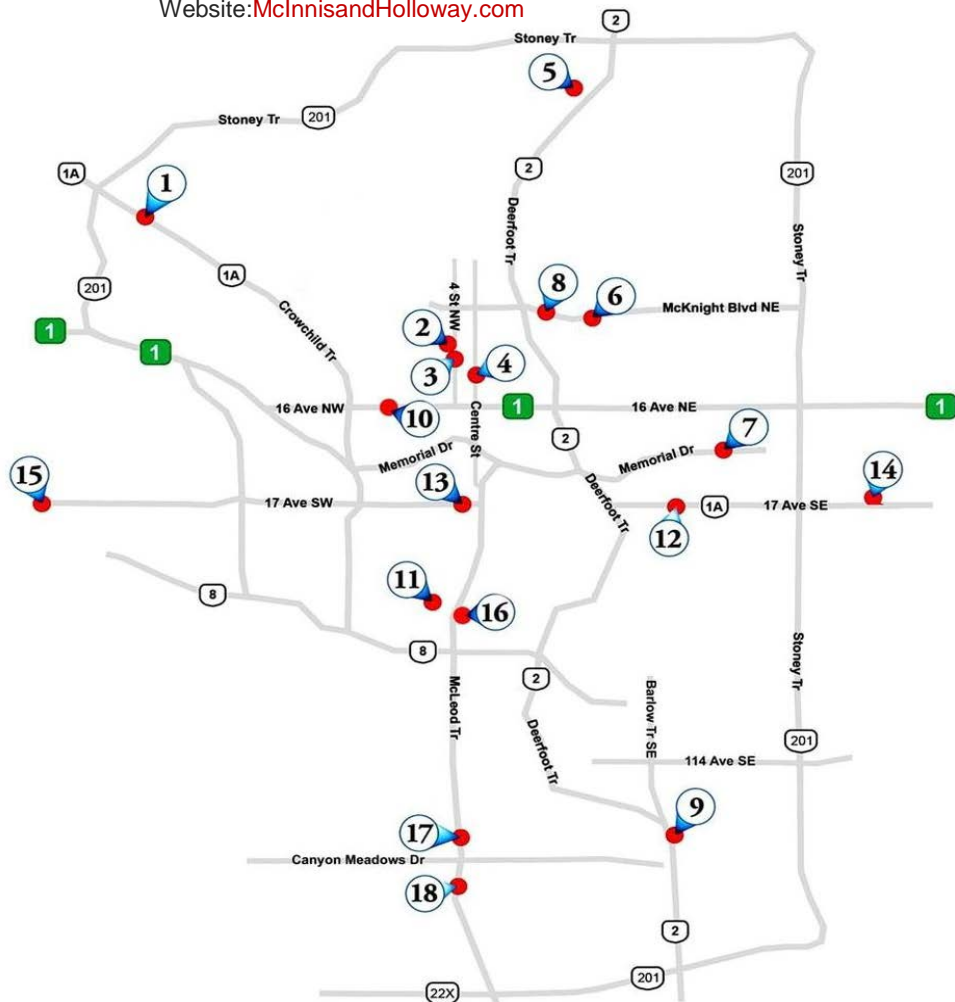 Website:McInnisandHolloway.com
2
Stoney Tr
5
Stoney Tr
201
2
1A
1
201
Deerfoot Tr
Stoney Tr
1A
201
4 St NW
8
6
Crowchild Tr
McKnight Blvd NE
1
2
1
3
4
16 Ave NW
10
Centre St
1
16 Ave NE
1
2
7
Memorial Dr
Memorial Dr
15
13
Deerfoot Tr
14
17 Ave SW
1A
17 Ave SE
12
11
8
16
8
Stoney Tr
2
McLeod Tr
Barlow Tr SE
Deerfoot Tr
201
114 Ave SE
9
17
Canyon Meadows Dr
18
2
201
22X